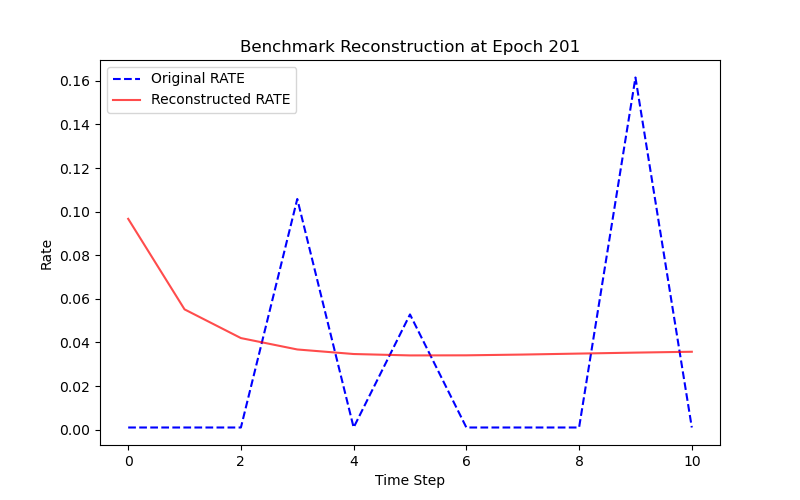 Benchmark Reconstruction at Epoch 201
Original RATE
Reconstructed RATE
Rate
0.16
0.14
0.12
0.10
0.08
0.06
0.04
0.02
0.00
0 2 4 6 8 10
Time Step